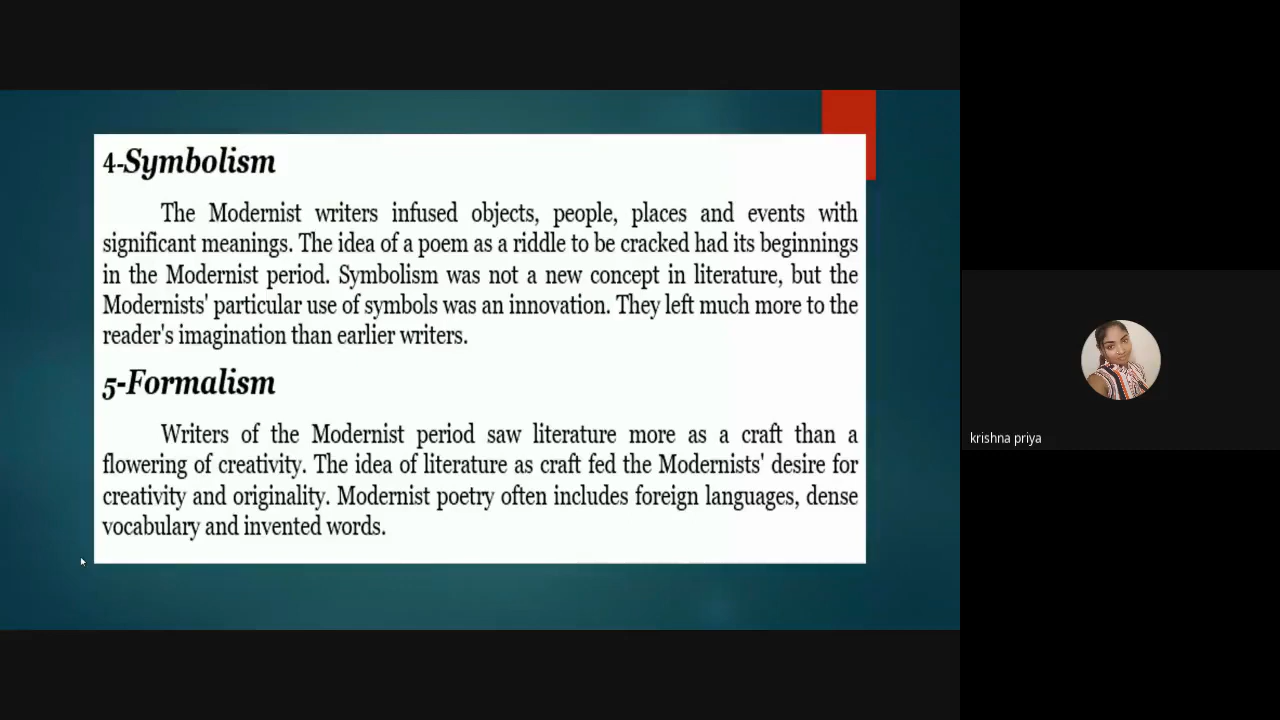 4-Symbolism
The Modernist writers infused objects, people, places and events with
significant meanings. The idea of a poem as a riddle to be cracked had its beginnings
in the Modernist period. Symbolism was not a new concept in literature, but the
Modernists' particular use of symbols was an innovation. They left much more to the
reader's imagination than earlier writers.
5-Formalism
Writers of the Modernist period saw literature more as a craft than a
flowering of creativity. The idea of literature as craft fed the Modernists' desire for
creativity and originality. Modernist poetry often includes foreign languages, dense
vocabulary and invented words.
krishna priya